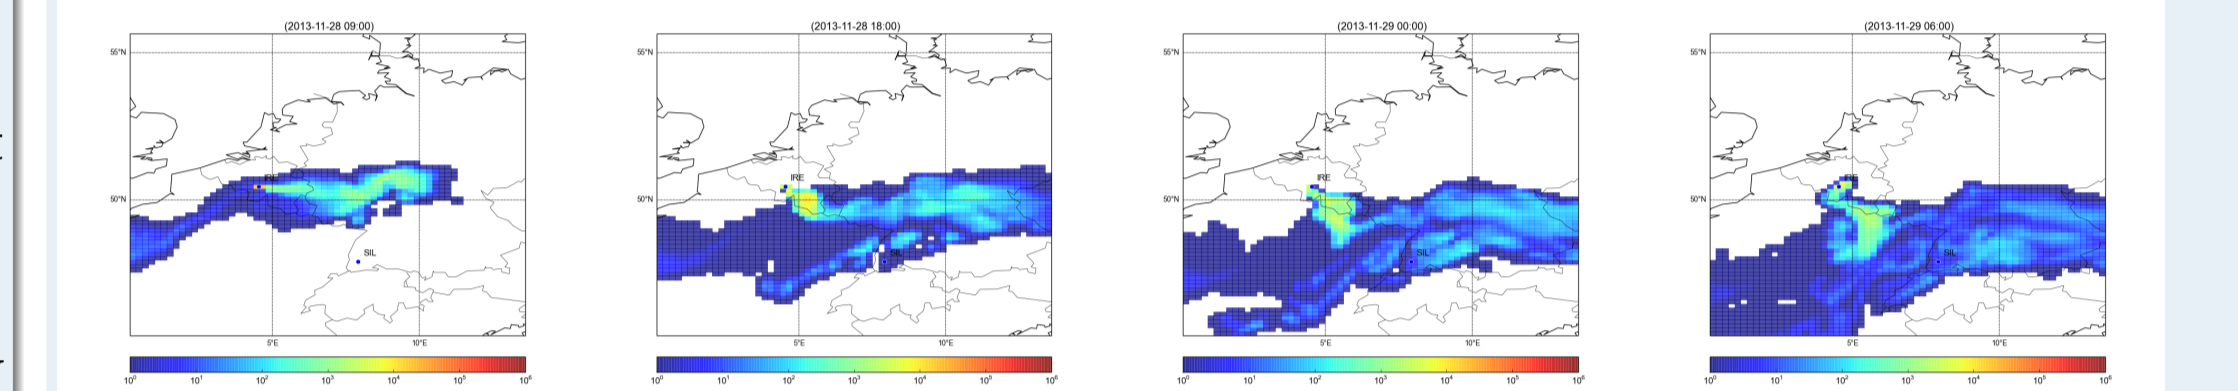 (2013-11-28 09:00)
55°N
50°N
IRE
SIL
5°E 10°E
10⁰ 10¹ 10² 10³ 10⁴ 10⁵ 10⁶
(2013-11-28 18:00)
55°N
50°N
IRE
SIL
5°E 10°E
10⁰ 10¹ 10² 10³ 10⁴ 10⁵ 10⁶
(2013-11-29 00:00)
55°N
50°N
IRE
SIL
5°E 10°E
10⁰ 10¹ 10² 10³ 10⁴ 10⁵ 10⁶
(2013-11-29 06:00)
55°N
50°N
IRE
SIL
5°E 10°E
10⁰ 10¹ 10² 10³ 10⁴ 10⁵ 10⁶